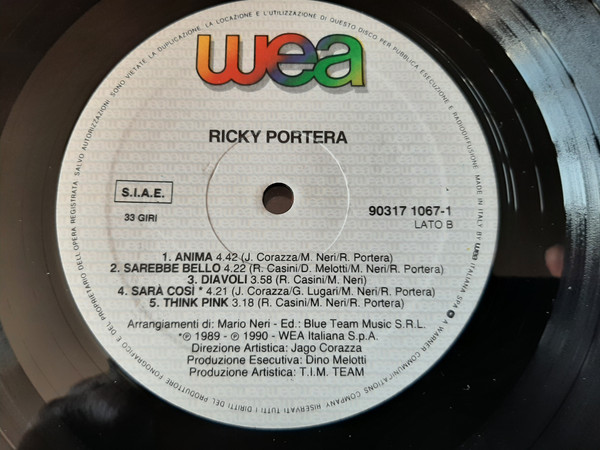 SALVO AUTORIZZAZIONI: SONO VIETATE LA DUPLICAZIONE, LA LOCAZIONE E L'UTILIZZAZIONE DI QUESTO DISCO PER PUBBLICA ESECUZIONE E RADIODIFFUSIONE. MADE IN ITALY BY wea ITALIANA SPA
wea
RICKY PORTERA
S.I.A.E.
33 GIRI
90317 1067-1
LATO B
1. ANIMA 4.42 (J. Corazza/M. Neri/R. Portera)
2. SAREBBE BELLO 4.22 (R. Casini/D. Melotti/M. Neri/R. Portera)
3. DIAVOLI 3.58 (R. Casini/M. Neri)
4. SARÀ COSÌ * 4.21 (J. Corazza/G. Lugari/M. Neri/R. Portera)
5. THINK PINK 3.18 (R. Casini/M. Neri/R. Portera)
Arrangiamenti di: Mario Neri - Ed.: Blue Team Music S.R.L.
*℗ 1989 - ℗ 1990 - WEA Italiana S.p.A.
Direzione Artistica: Jago Corazza
Produzione Esecutiva: Dino Melotti
Produzione Artistica: T.I.M. TEAM
A WARNER COMMUNICATIONS COMPANY RISERVATI TUTTI I DIRITTI DEL PRODUTTORE FONOGRAFICO E DEL PROPRIETARIO DELL'OPERA REGISTRATA